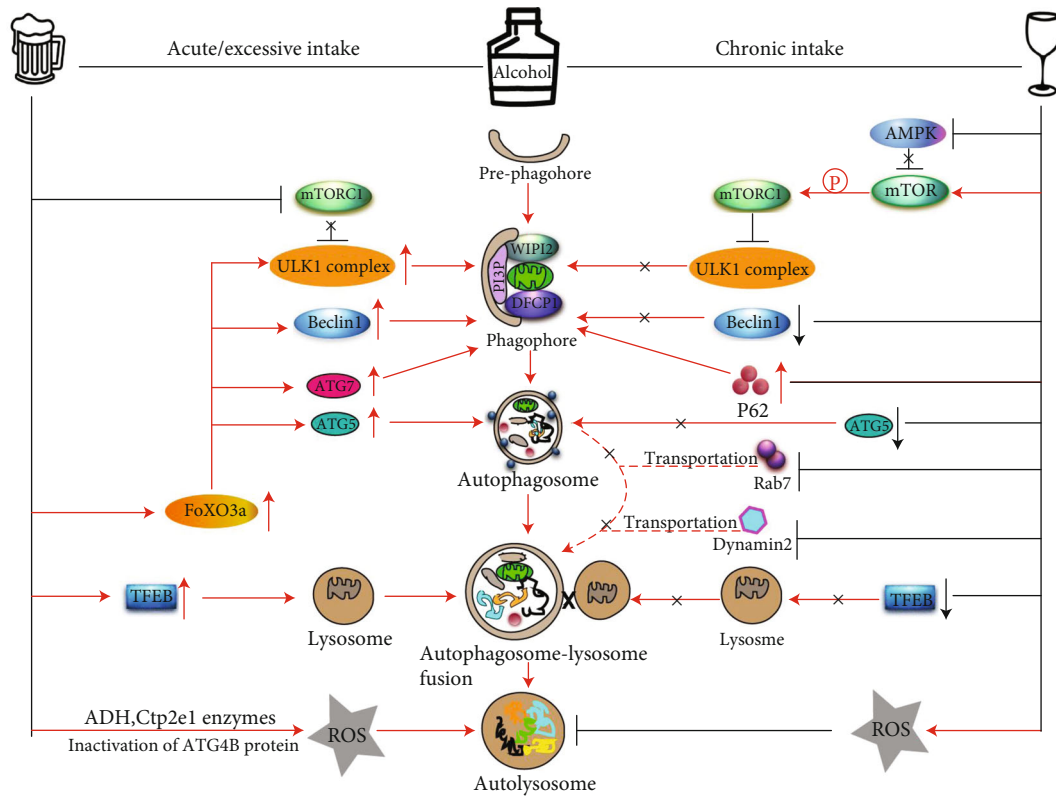 Acute/excessive intake
Alcohol
Chronic intake
AMPK
Pre-phagohore
mTORC1
mTORC1
P
mTOR
WIPI2
ULK1 complex
PI3P
ULK1 complex
DFCP1
Beclin1
Beclin1
Phagophore
ATG7
P62
ATG5
ATG5
Transportation
Autophagosome
Rab7
FoXO3a
Transportation
Dynamin2
TFEB
TFEB
Lysosome
Lysosme
Autophagosome-lysosome
fusion
ADH,Ctp2e1 enzymes
ROS
ROS
Inactivation of ATG4B protein
Autolysosome